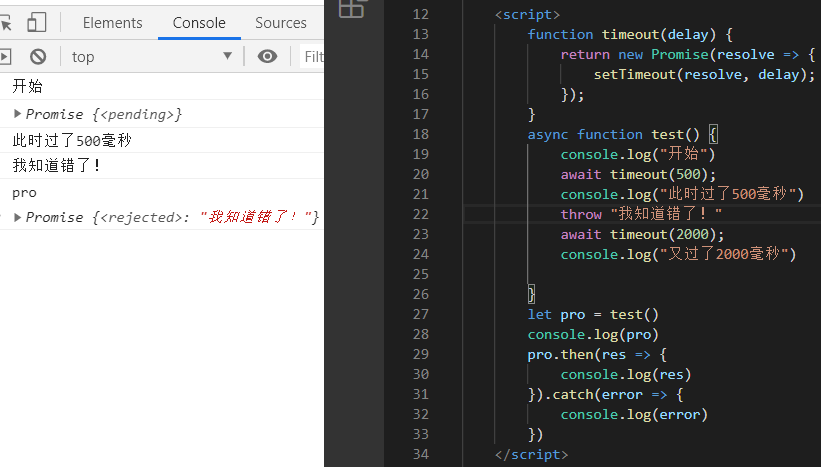 Elements Console Sources
top Filt
开始
▶ Promise {<pending>}
此时过了500毫秒
我知道错了!
pro
▶ Promise {<rejected>: "我知道错了!"}
12 <script>
13 function timeout(delay) {
14 return new Promise(resolve => {
15 setTimeout(resolve, delay);
16 });
17 }
18 async function test() {
19 console.log("开始")
20 await timeout(500);
21 console.log("此时过了500毫秒")
22 throw "我知道错了!"
23 await timeout(2000);
24 console.log("又过了2000毫秒")
25
26 }
27 let pro = test()
28 console.log(pro)
29 pro.then(res => {
30 console.log(res)
31 }).catch(error => {
32 console.log(error)
33 })
34 </script>